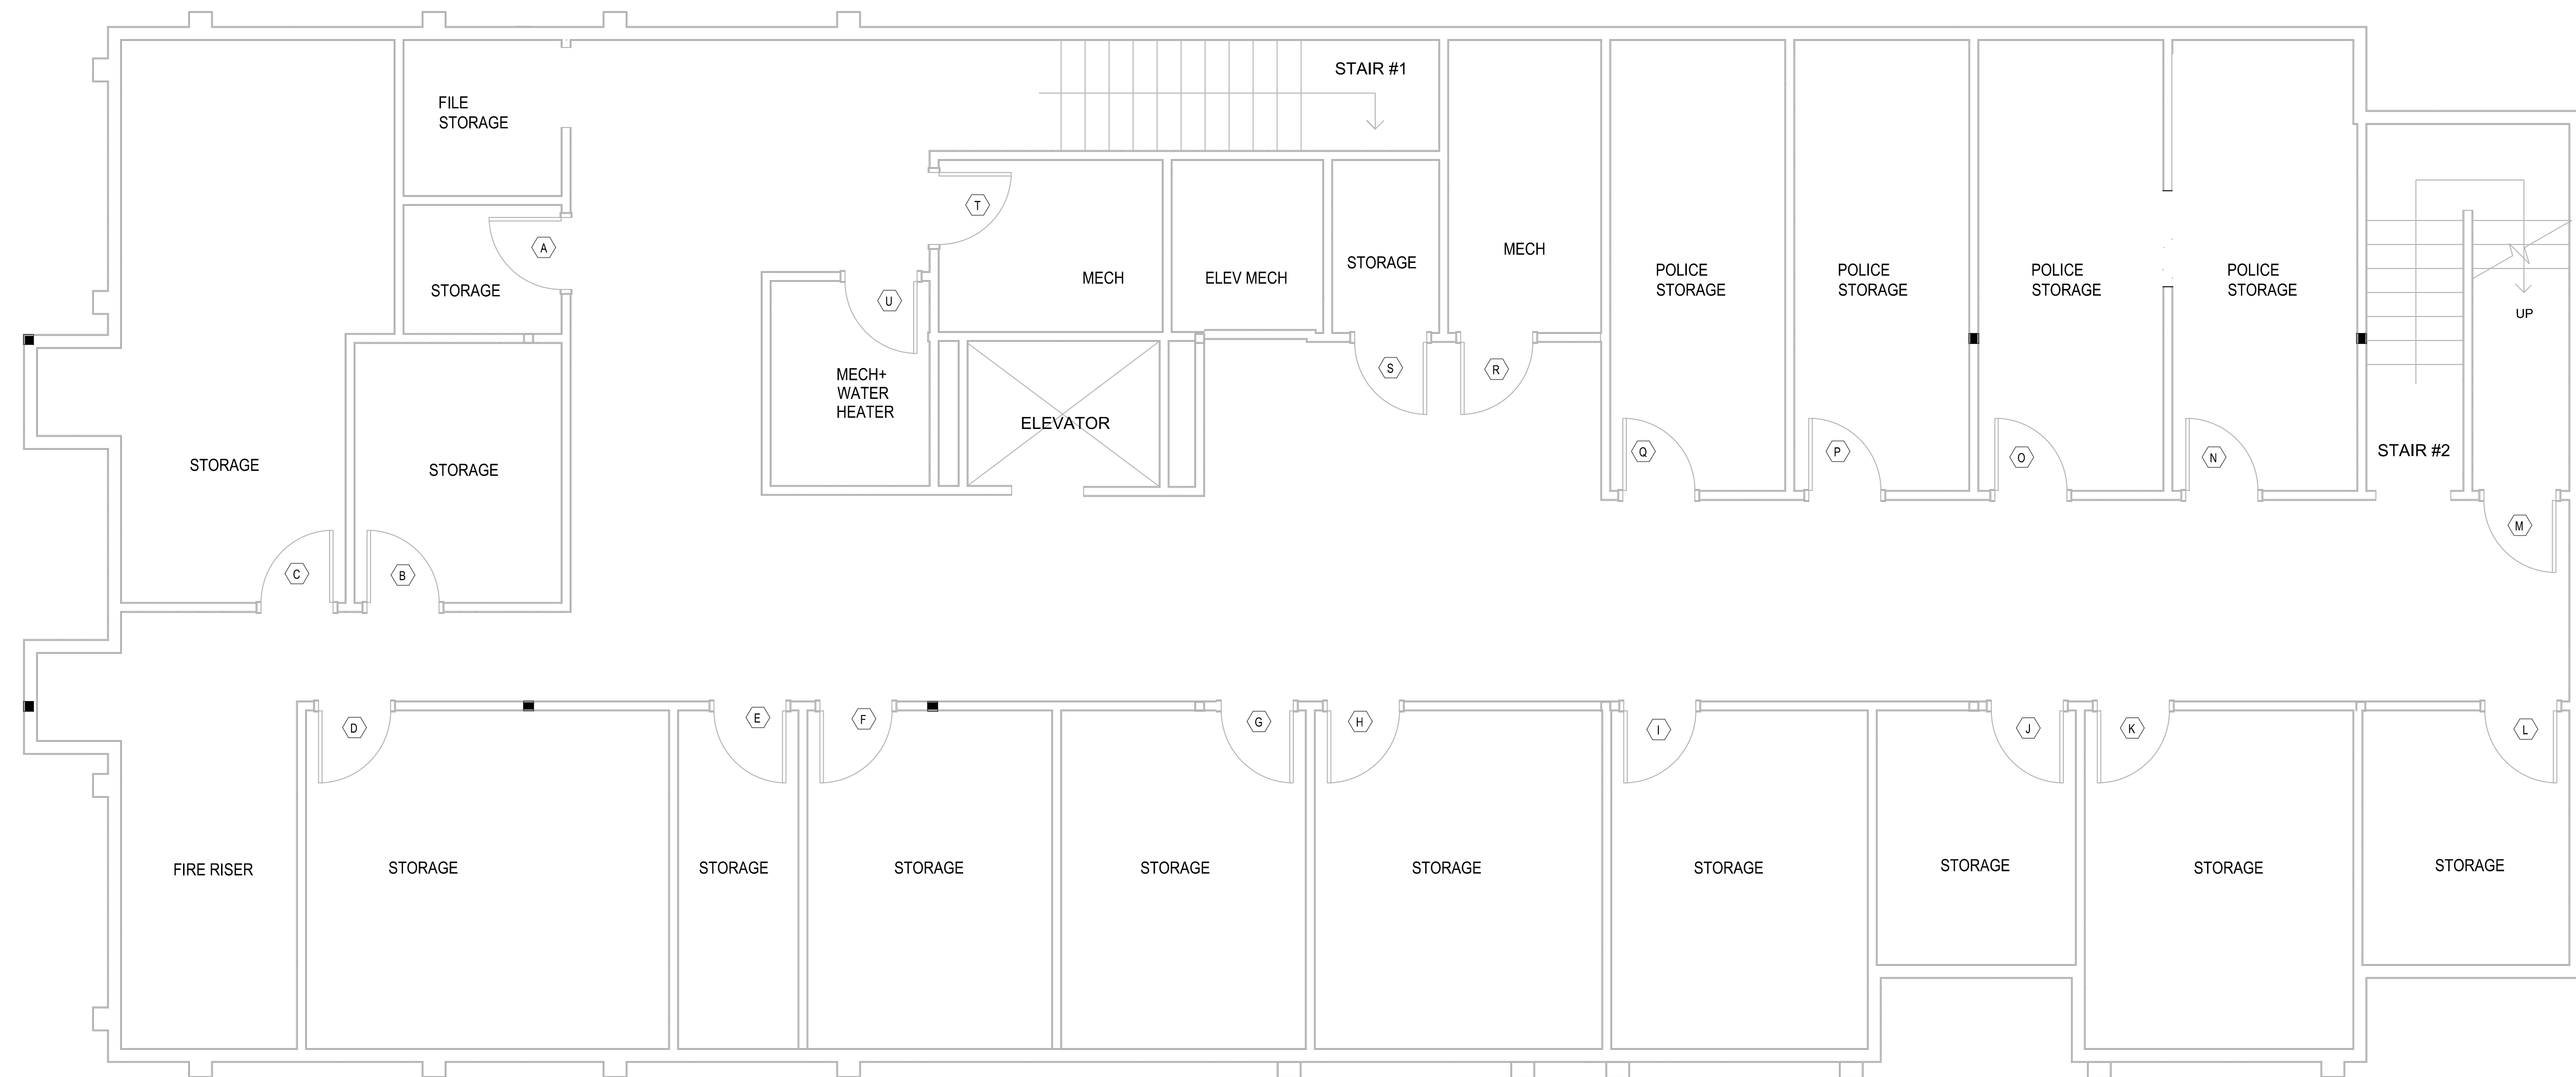 STAIR #1
FILE
STORAGE
T
A
MECH
STORAGE
MECH
ELEV MECH
STORAGE
POLICE
STORAGE
POLICE
STORAGE
POLICE
STORAGE
POLICE
STORAGE
U
UP
S
R
MECH+
WATER
HEATER
ELEVATOR
STORAGE
STORAGE
Q
P
O
N
STAIR #2
M
C
B
D
E
F
G
H
I
J
K
L
FIRE RISER
STORAGE
STORAGE
STORAGE
STORAGE
STORAGE
STORAGE
STORAGE
STORAGE
STORAGE